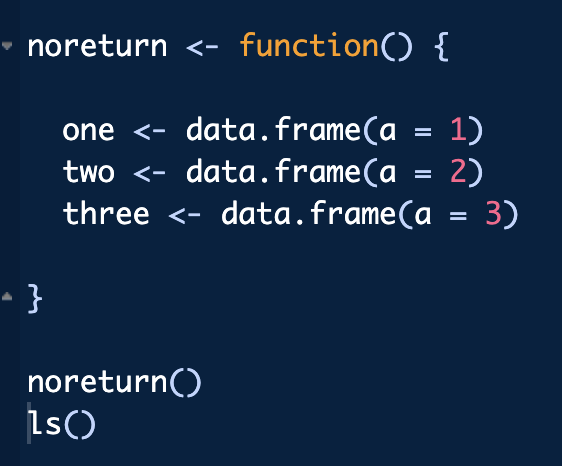 noreturn <- function() {
one <- data.frame(a = 1)
two <- data.frame(a = 2)
three <- data.frame(a = 3)
}
noreturn()
ls()